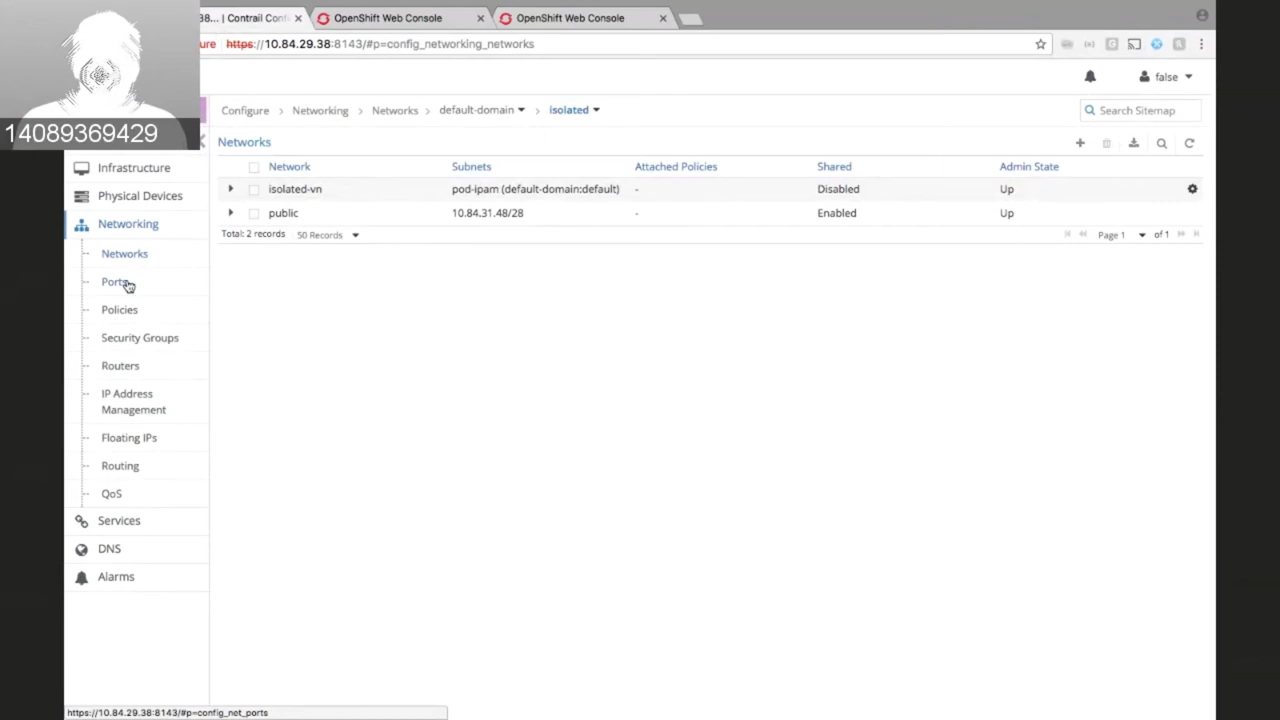 38... | Contrail Confi
OpenShift Web Console
OpenShift Web Console
ure https://10.84.29.38:8143/#p=config_networking_networks
false
14089369429
Configure > Networking > Networks > default-domain > isolated
Search Sitemap
Networks
Infrastructure
Physical Devices
Networking
Networks
Ports
Policies
Security Groups
Routers
IP Address
Management
Floating IPs
Routing
QoS
Services
DNS
Alarms
Network Subnets Attached Policies Shared Admin State
isolated-vn pod-ipam (default-domain:default) - Disabled Up
public 10.84.31.48/28 - Enabled Up
Total: 2 records 50 Records Page 1 of 1
https://10.84.29.38:8143/#p=config_net_ports